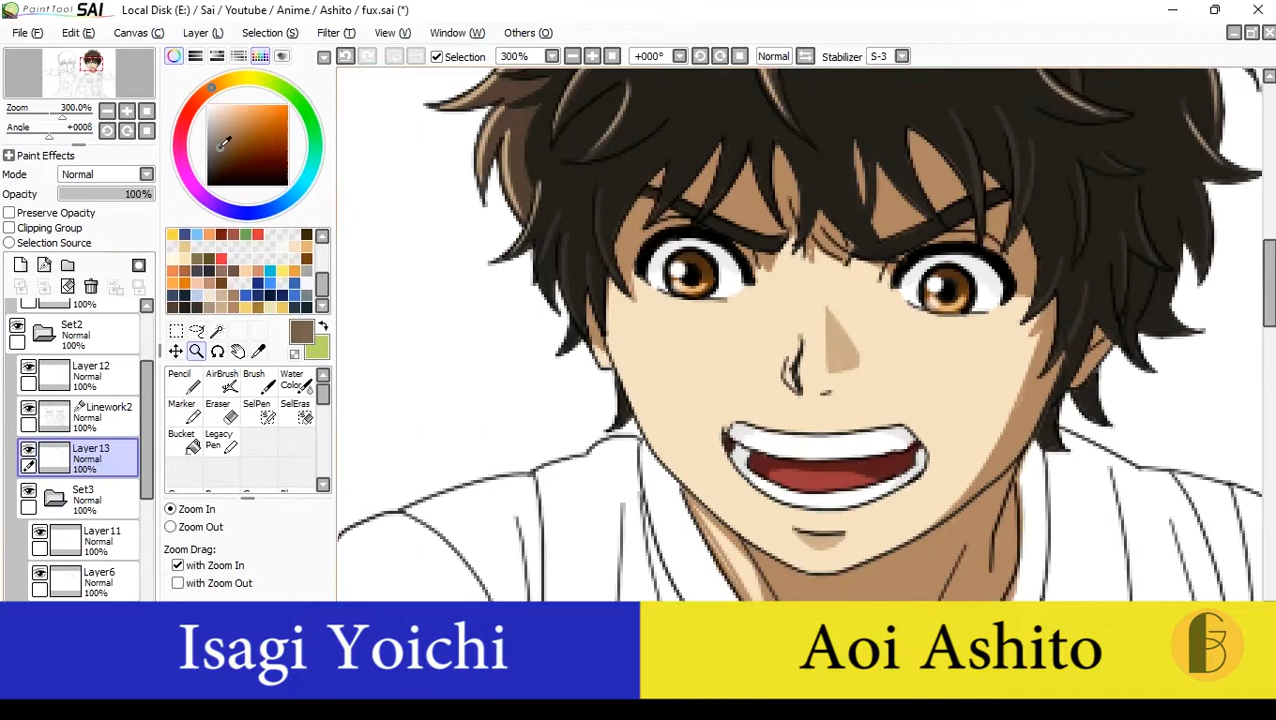 PaintTool SAI Local Disk (E:) / Sai / Youtube / Anime / Ashito / fux.sai (*)
File (F) Edit (E) Canvas (C) Layer (L) Selection (S) Filter (T) View (V) Window (W) Others (O)
Selection 300% +000° Normal Stabilizer S-3
Zoom 300.0%
Angle +000θ
Paint Effects
Mode Normal
Opacity 100%
Preserve Opacity
Clipping Group
Selection Source
100%
Set2
100%
Layer12
Normal
100%
Linework2
Normal
100%
Layer13
Normal
100%
Set3
Normal
100%
Layer11
Normal
100%
Layer6
Normal
100%
Pencil AirBrush Brush Water Color
Marker Eraser SelPen SelEras
Bucket Legacy Pen
Zoom In
Zoom Out
Zoom Drag:
with Zoom In
with Zoom Out
Isagi Yoichi
Aoi Ashito